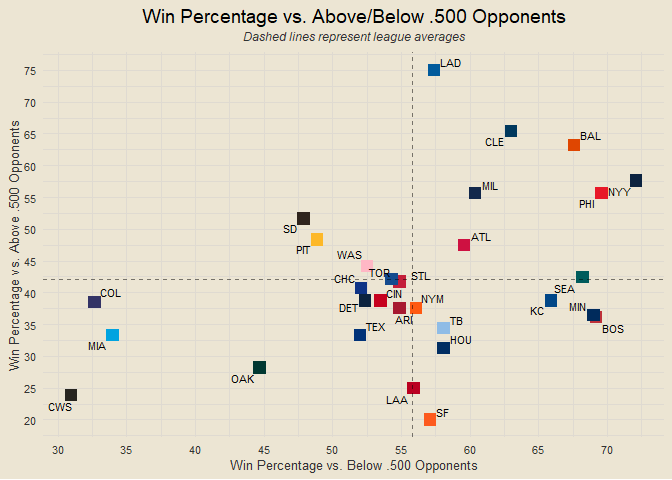 Win Percentage vs. Above/Below .500 Opponents
Dashed lines represent league averages
Win Percentage vs. Above .500 Opponents
75
70
65
60
55
50
45
40
35
30
25
20
LAD
CLE
BAL
MIL
NYY
PHI
SD
PIT
ATL
WAS
TOR
STL
CHC
SEA
COL
CIN
NYM
DET
KC
MIN
ARI
TB
BOS
TEX
MIA
HOU
OAK
LAA
CWS
SF
30
35
40
45
50
55
60
65
70
Win Percentage vs. Below .500 Opponents